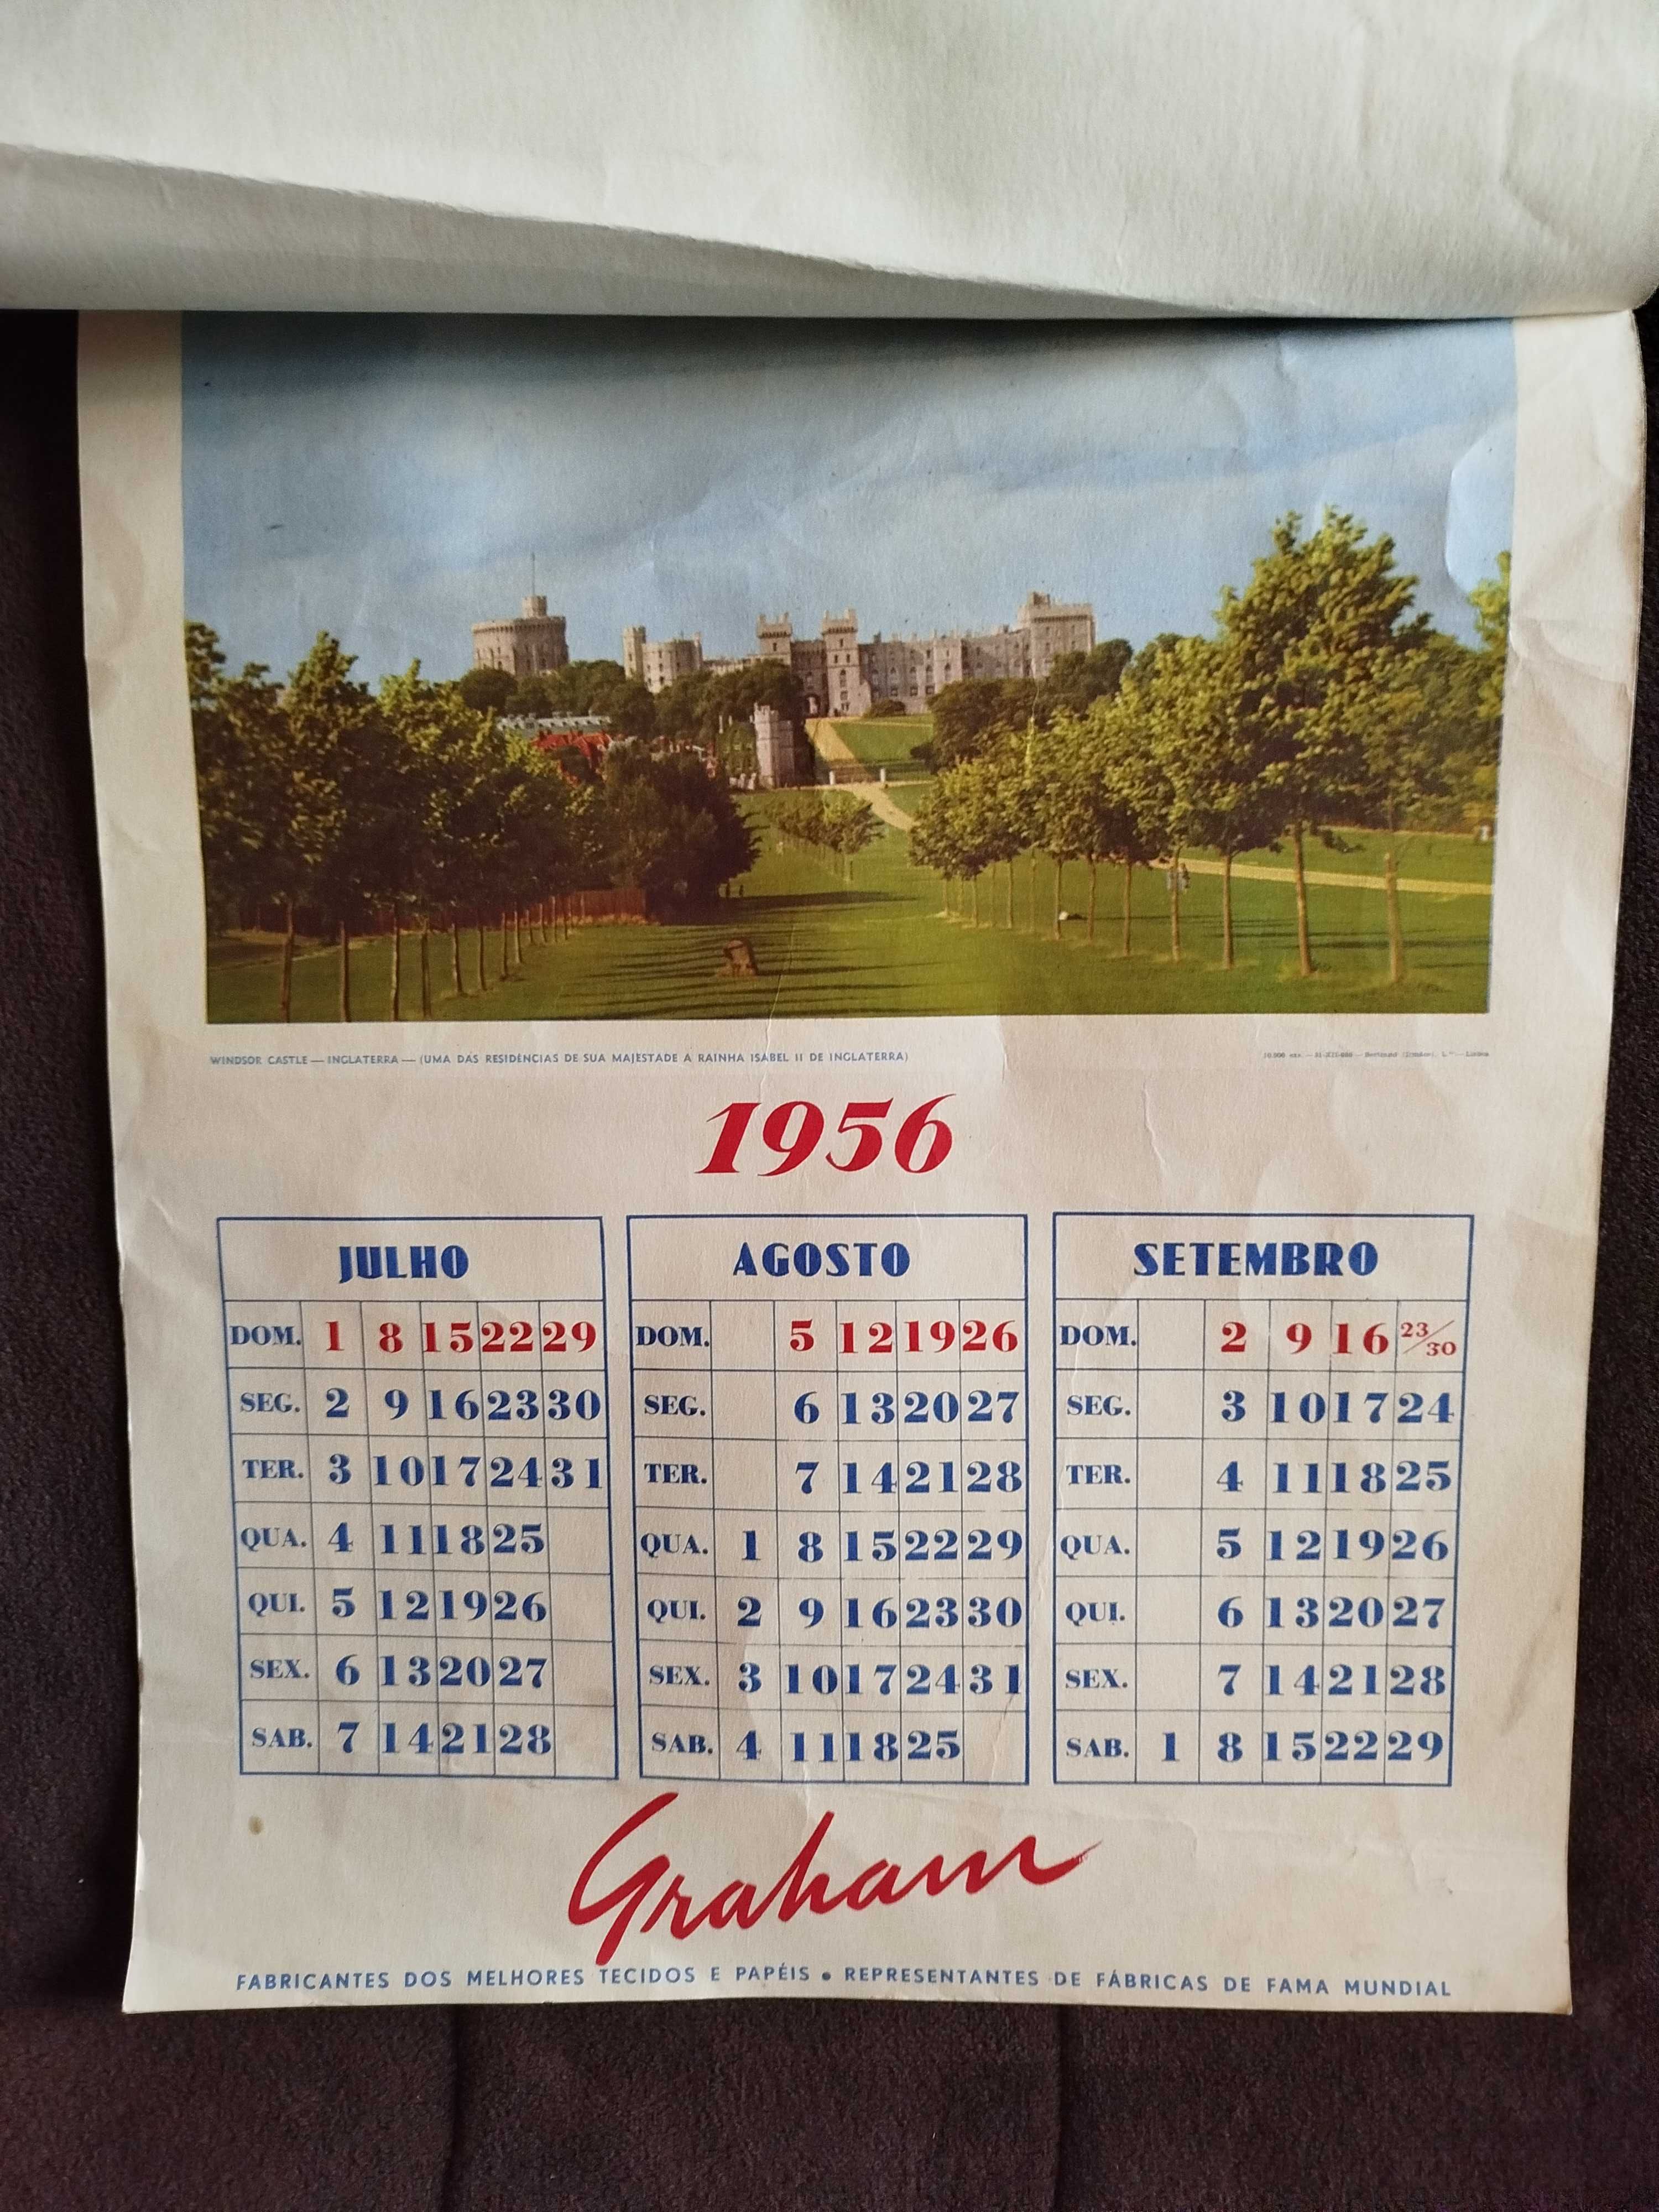 WINDSOR CASTLE — INGLATERRA — (UMA DAS RESIDÊNCIAS DE SUA MAJESTADE A RAINHA ISABEL II DE INGLATERRA)
10.000 Lisboa
1956
JULHO
DOM. 1 8 15 22 29
SEG. 2 9 16 23 30
TER. 3 10 17 24 31
QUA. 4 11 18 25
QUI. 5 12 19 26
SEX. 6 13 20 27
SAB. 7 14 21 28
AGOSTO
DOM. 5 12 19 26
SEG. 6 13 20 27
TER. 7 14 21 28
QUA. 1 8 15 22 29
QUI. 2 9 16 23 30
SEX. 3 10 17 24 31
SAB. 4 11 18 25
SETEMBRO
DOM. 2 9 16 23/30
SEG. 3 10 17 24
TER. 4 11 18 25
QUA. 5 12 19 26
QUI. 6 13 20 27
SEX. 7 14 21 28
SAB. 1 8 15 22 29
Graham
FABRICANTES DOS MELHORES TECIDOS E PAPÉIS • REPRESENTANTES DE FÁBRICAS DE FAMA MUNDIAL